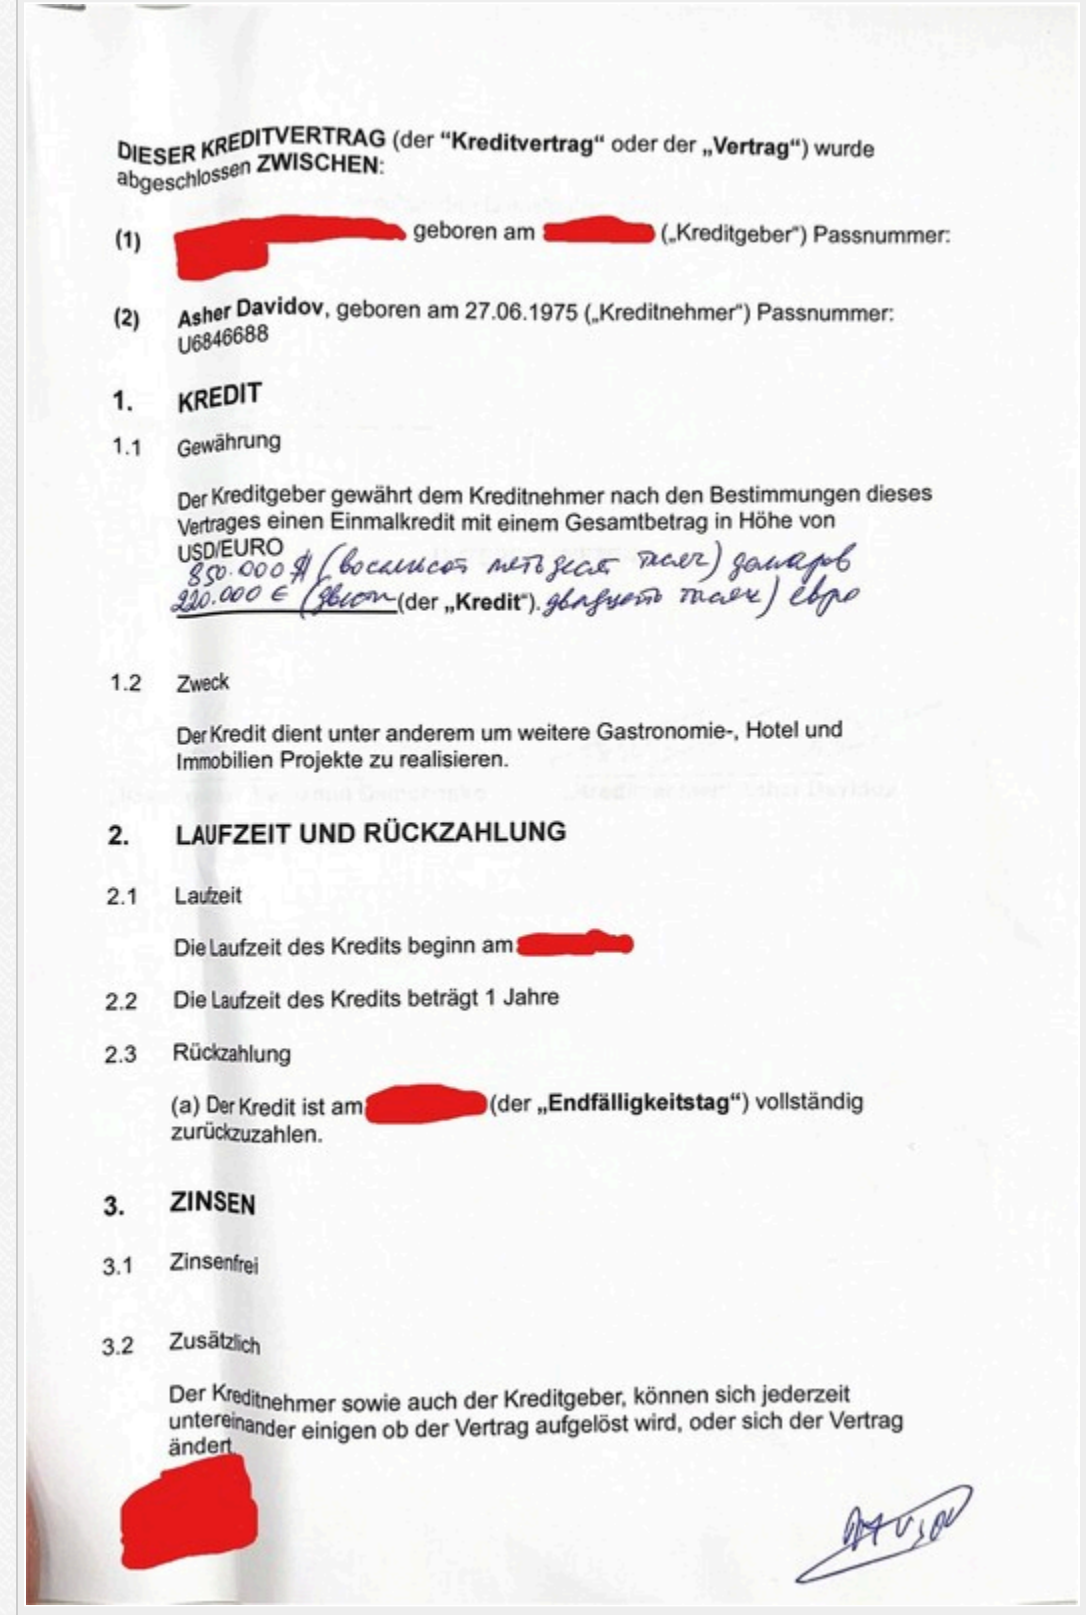 DIESER KREDITVERTRAG (der “Kreditvertrag“ oder der „Vertrag“) wurde
abgeschlossen ZWISCHEN:
(1) geboren am („Kreditgeber“) Passnummer:
(2) Asher Davidov, geboren am 27.06.1975 („Kreditnehmer“) Passnummer:
U6846688
1. KREDIT
1.1 Gewährung
Der Kreditgeber gewährt dem Kreditnehmer nach den Bestimmungen dieses
Vertrages einen Einmalkredit mit einem Gesamtbetrag in Höhe von
USD/EURO
850.000 $ (восемьсот пятьдесят тысяч) долларов
220.000 € (двести (der „Kredit“). двадцать тысяч) евро
1.2 Zweck
Der Kredit dient unter anderem um weitere Gastronomie-, Hotel und
Immobilien Projekte zu realisieren.
2. LAUFZEIT UND RÜCKZAHLUNG
2.1 Laufzeit
Die Laufzeit des Kredits beginn am
2.2 Die Laufzeit des Kredits beträgt 1 Jahre
2.3 Rückzahlung
(a) Der Kredit ist am (der „Endfälligkeitstag“) vollständig
zurückzuzahlen.
3. ZINSEN
3.1 Zinsenfrei
3.2 Zusätzlich
Der Kreditnehmer sowie auch der Kreditgeber, können sich jederzeit
untereinander einigen ob der Vertrag aufgelöst wird, oder sich der Vertrag
ändert